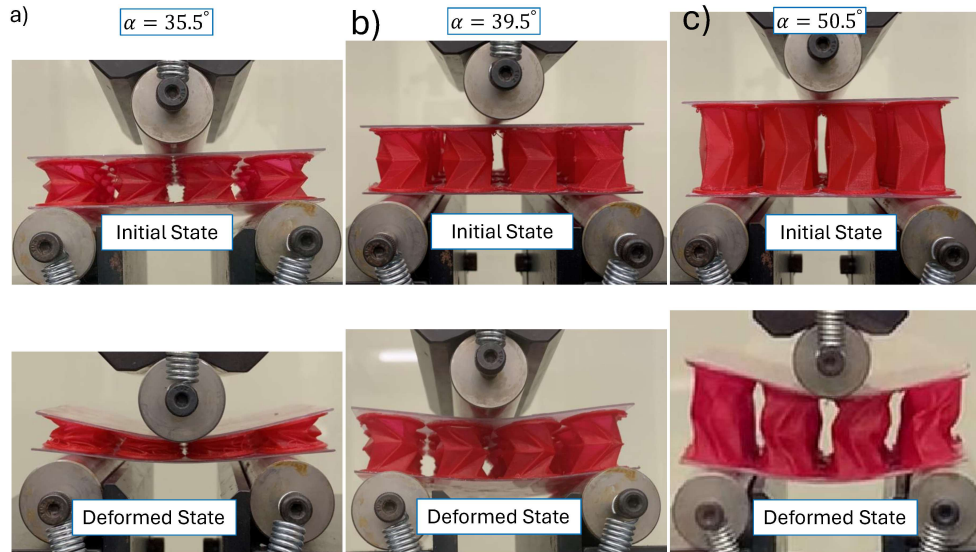 a)
α = 35.5°
b)
α = 39.5°
c)
α = 50.5°
Initial State
Initial State
Initial State
Deformed State
Deformed State
Deformed State